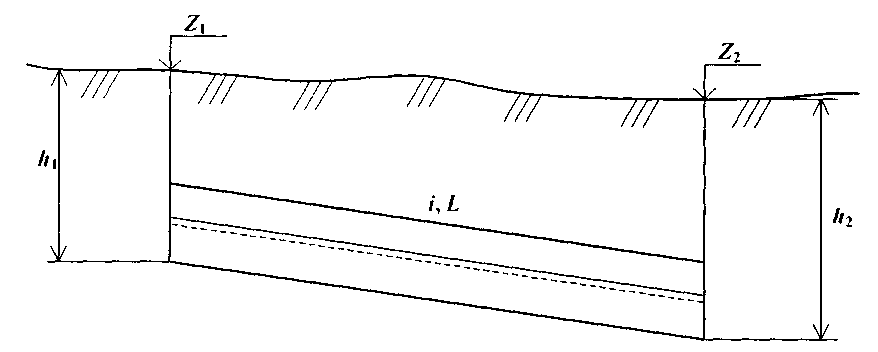 Z₁
Z₂
h₁
i, L
h₂